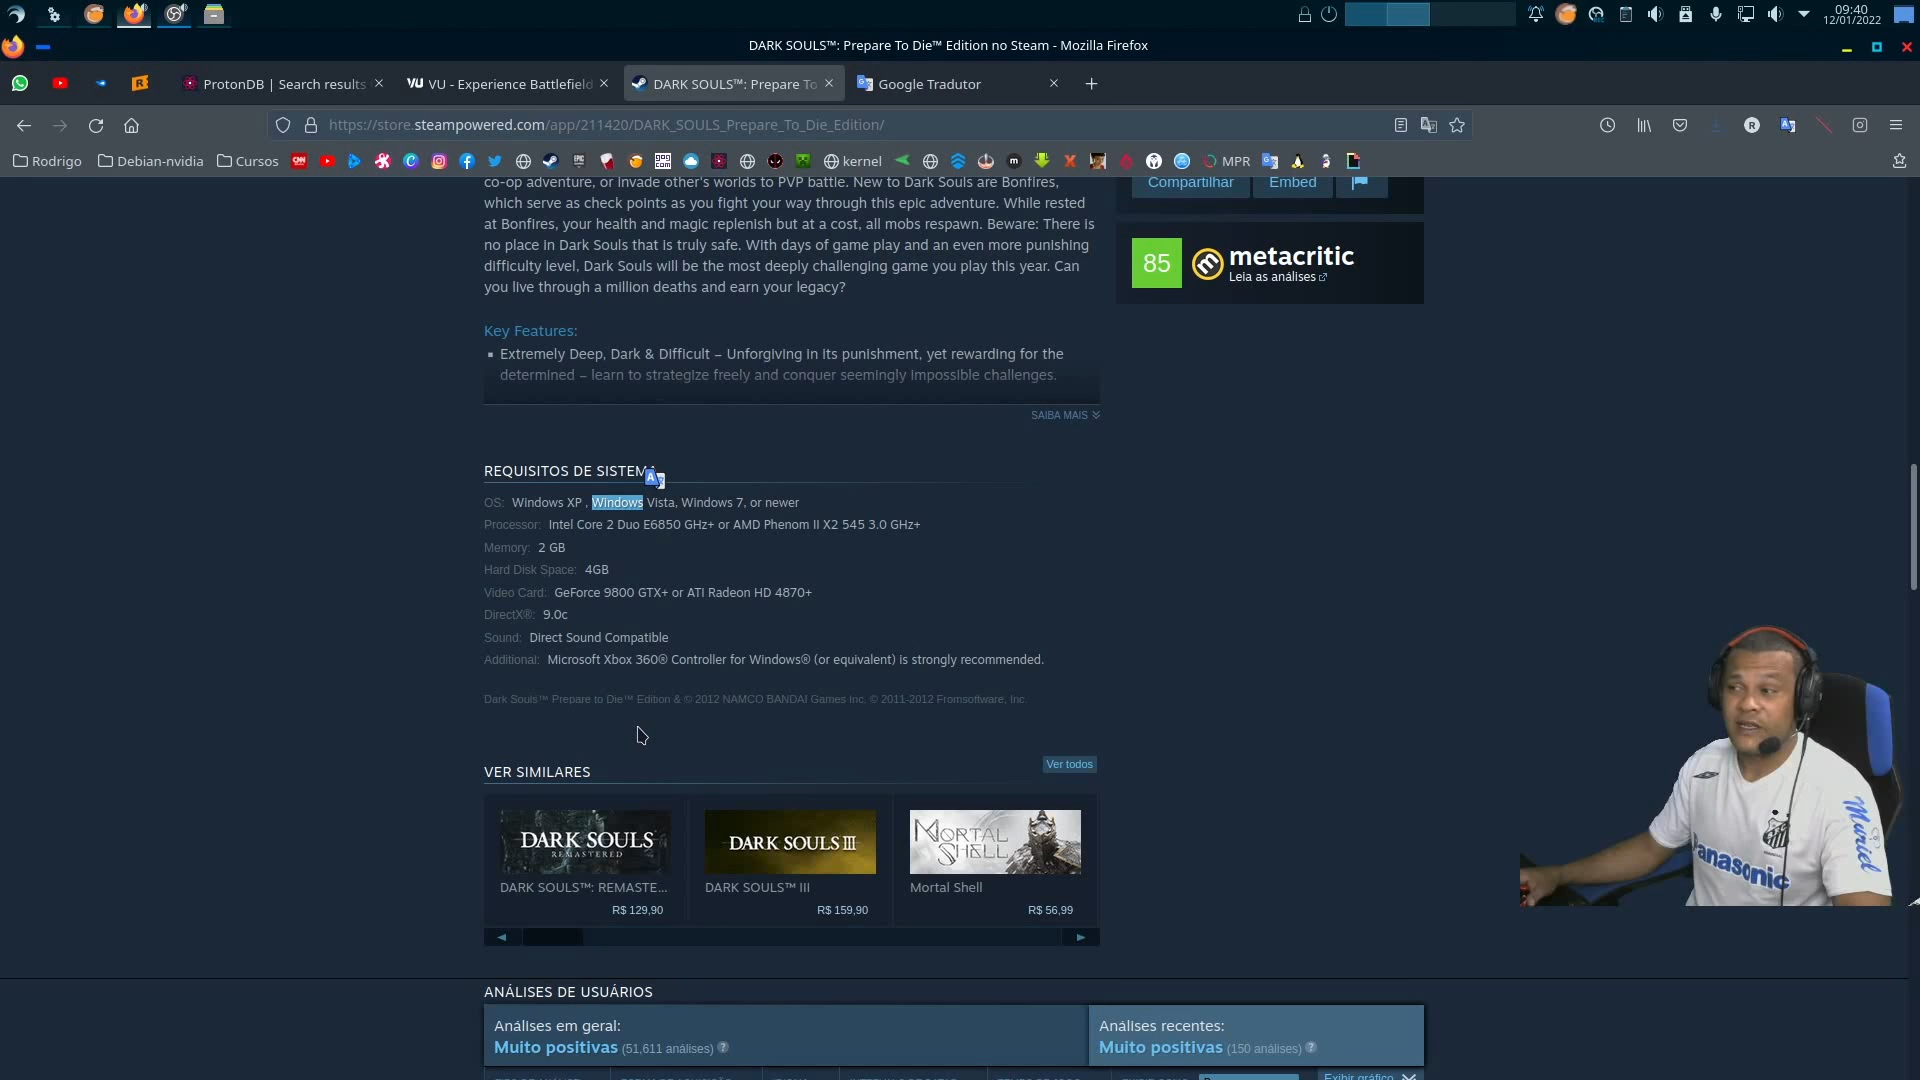 09:40
12/01/2022
DARK SOULS™: Prepare To Die™ Edition no Steam - Mozilla Firefox
ProtonDB | Search results
VU - Experience Battlefield
DARK SOULS™: Prepare To
Google Tradutor
https://store.steampowered.com/app/211420/DARK_SOULS_Prepare_To_Die_Edition/
Rodrigo
Debian-nvidia
Cursos
kernel
MPR
co-op adventure, or invade other's worlds to PVP battle. New to Dark Souls are Bonfires,
which serve as check points as you fight your way through this epic adventure. While rested
at Bonfires, your health and magic replenish but at a cost, all mobs respawn. Beware: There is
no place in Dark Souls that is truly safe. With days of game play and an even more punishing
difficulty level, Dark Souls will be the most deeply challenging game you play this year. Can
you live through a million deaths and earn your legacy?
Compartilhar
Embed
85
metacritic
Leia as análises
Key Features:
Extremely Deep, Dark & Difficult – Unforgiving in its punishment, yet rewarding for the
determined – learn to strategize freely and conquer seemingly impossible challenges.
SAIBA MAIS
REQUISITOS DE SISTEMA
OS: Windows XP , Windows Vista, Windows 7, or newer
Processor: Intel Core 2 Duo E6850 GHz+ or AMD Phenom II X2 545 3.0 GHz+
Memory: 2 GB
Hard Disk Space: 4GB
Video Card: GeForce 9800 GTX+ or ATI Radeon HD 4870+
DirectX®: 9.0c
Sound: Direct Sound Compatible
Additional: Microsoft Xbox 360® Controller for Windows® (or equivalent) is strongly recommended.
Dark Souls™ Prepare to Die™ Edition & © 2012 NAMCO BANDAI Games Inc. © 2011-2012 Fromsoftware, Inc.
VER SIMILARES
Ver todos
DARK SOULS
REMASTERED
DARK SOULS III
MORTAL
SHELL
DARK SOULS™: REMASTE...
DARK SOULS™ III
Mortal Shell
R$ 129,90
R$ 159,90
R$ 56,99
Panasonic
Muriel
ANÁLISES DE USUÁRIOS
Análises em geral:
Muito positivas (51,611 análises)
Análises recentes:
Muito positivas (150 análises)
Exibir gráfico